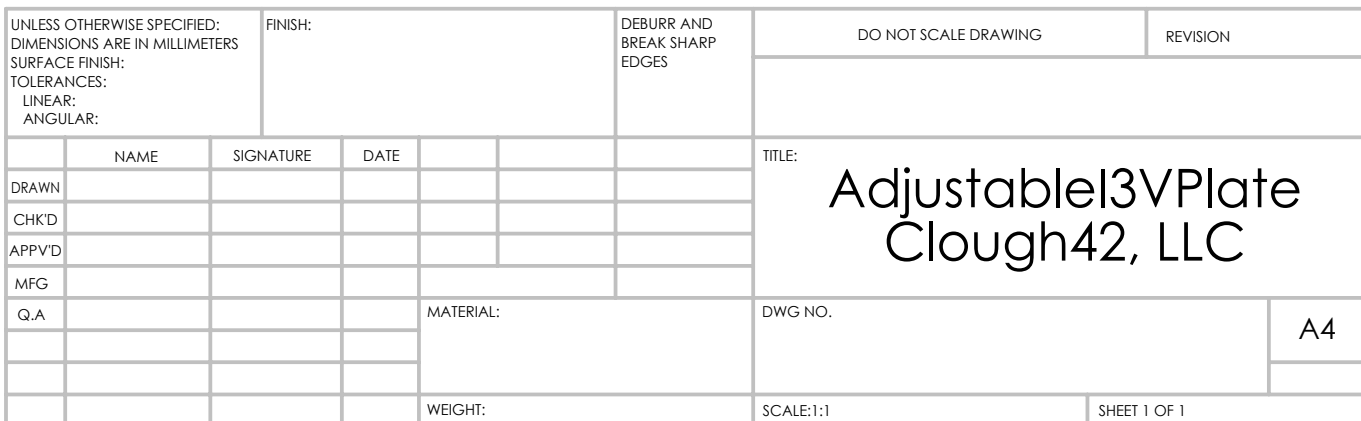 UNLESS OTHERWISE SPECIFIED:
DIMENSIONS ARE IN MILLIMETERS
SURFACE FINISH:
TOLERANCES:
LINEAR:
ANGULAR:
FINISH:
DEBURR AND
BREAK SHARP
EDGES
DO NOT SCALE DRAWING
REVISION
NAME
SIGNATURE
DATE
DRAWN
CHK'D
APPV'D
MFG
Q.A
TITLE:
AdjustableI3VPlate
Clough42, LLC
MATERIAL:
DWG NO.
A4
WEIGHT:
SCALE:1:1
SHEET 1 OF 1